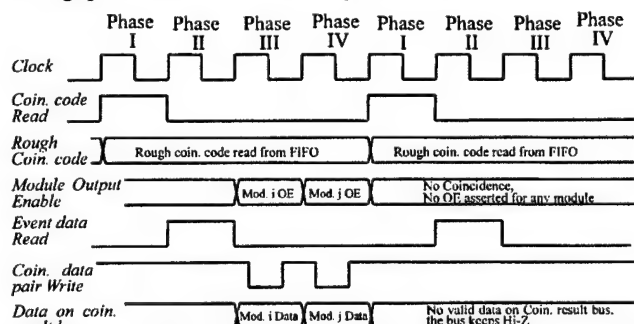 Phase I Phase II Phase III Phase IV Phase I Phase II Phase III Phase IV
Clock
Coin. code
Read
Rough
Coin. code
Rough coin. code read from FIFO
Rough coin. code read from FIFO
Module Output
Enable
Mod. i OE
Mod. j OE
No Coincidence,
No OE asserted for any module
Event data
Read
Coin. data
pair Write
Data on coin.
Mod. i Data
Mod. j Data
No valid data on Coin. result bus.
the bus keeps Hi-Z.